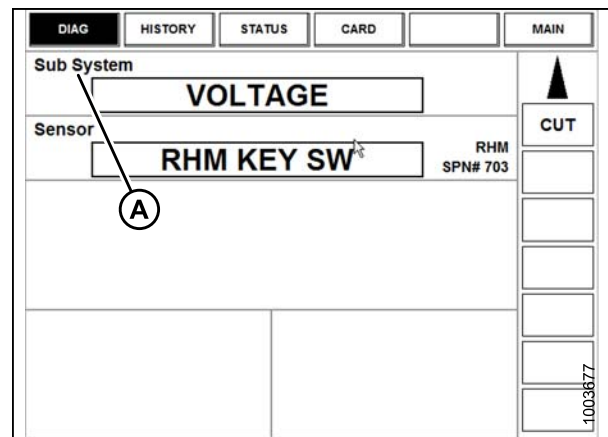 DIAG HISTORY STATUS CARD MAIN
Sub System
VOLTAGE
CUT
Sensor
RHM KEY SW
RHM
SPN# 703
A
1003677